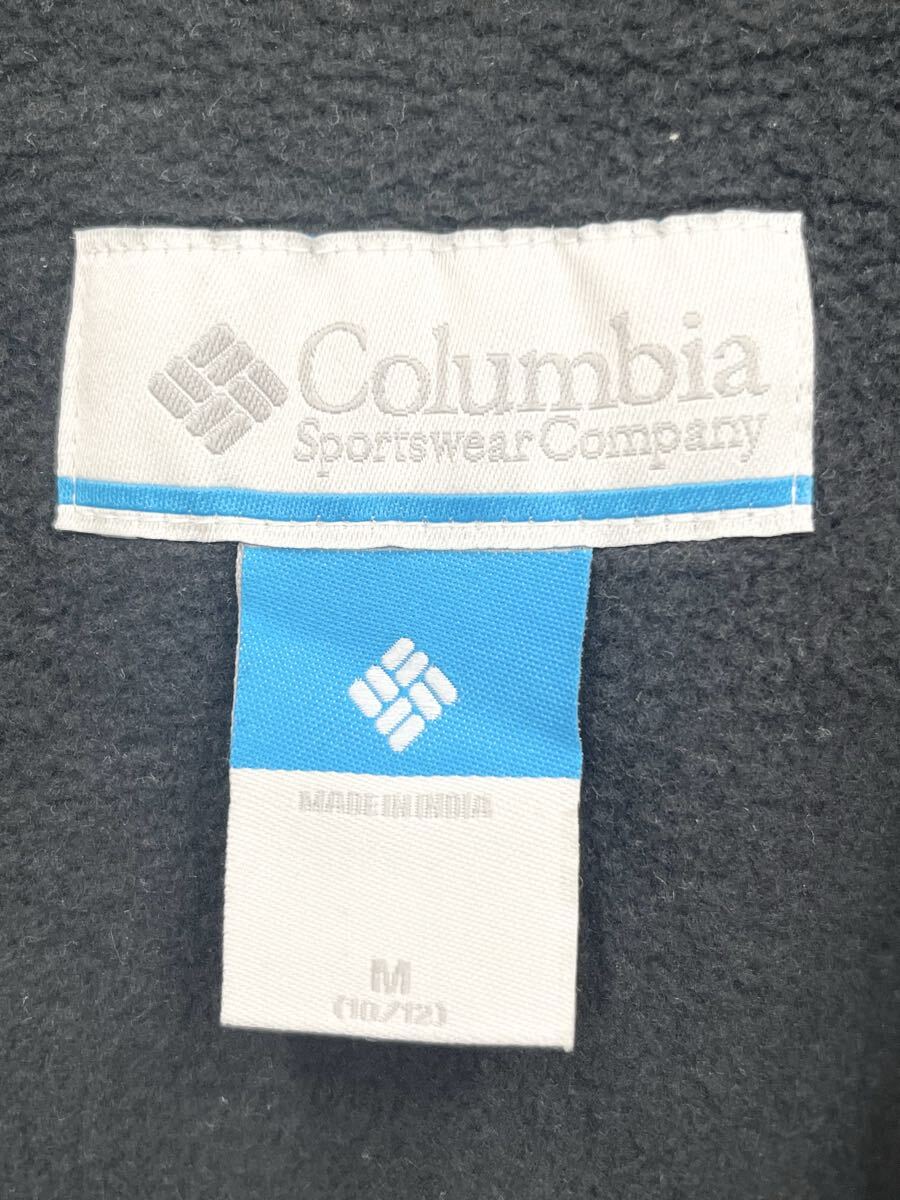 Columbia
Sportswear Company
MADE IN INDIA
M
(10/12)